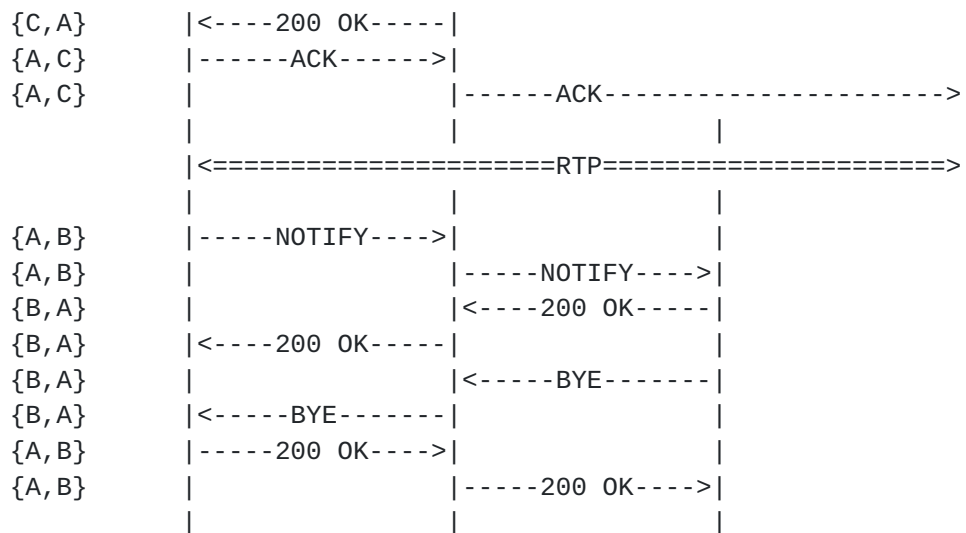 {C,A}       |<----200 OK-----|
{A,C}       |------ACK------>|
{A,C}       |                |------ACK---------------------->
            |                |                |
            |<======================RTP======================>
            |                |                |
{A,B}       |-----NOTIFY---->|                |
{A,B}       |                |-----NOTIFY---->|
{B,A}       |                |<----200 OK-----|
{B,A}       |<----200 OK-----|                |
{B,A}       |                |<-----BYE-------|
{B,A}       |<-----BYE-------|                |
{A,B}       |-----200 OK---->|                |
{A,B}       |                |-----200 OK---->|
            |                |                |